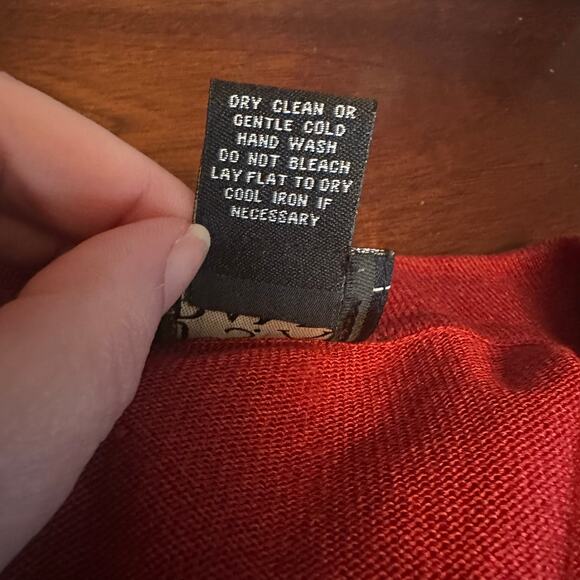 DRY CLEAN OR
GENTLE COLD
HAND WASH
DO NOT BLEACH
LAY FLAT TO DRY
COOL IRON IF
NECESSARY